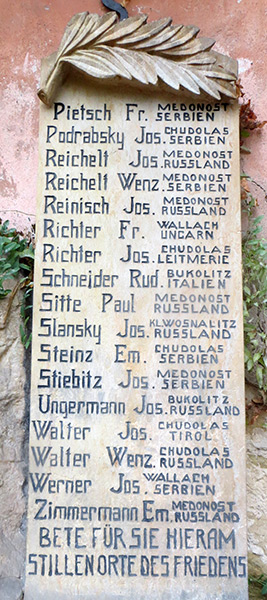 Pietsch Fr. MEDONOST SERBIEN
Podrabsky Jos. CHUDOLAS SERBIEN
Reichelt Jos. MEDONOST RUSSLAND
Reichelt Wenz. MEDONOST SERBIEN
Reinisch Jos. MEDONOST RUSSLAND
Richter Fr. WALLACH UNGARN
Richter Jos. CHUDOLAS LEITMERIE
Schneider Rud. BUKOLITZ ITALIEN
Sitte Paul MEDONOST RUSSLAND
Slansky Jos. KL.WOSNALITZ RUSSLAND
Steinz Em. CHUDOLAS SERBIEN
Stiebitz Jos. MEDONOST SERBIEN
Ungermann Jos. BUKOLITZ RUSSLAND
Walter Jos. CHUDOLAS TIROL
Walter Wenz. CHUDOLAS RUSSLAND
Werner Jos. WALLACH SERBIEN
Zimmermann Em. MEDONOST RUSSLAND
BETE FÜR SIE HIER AM
STILLEN ORTE DES FRIEDENS